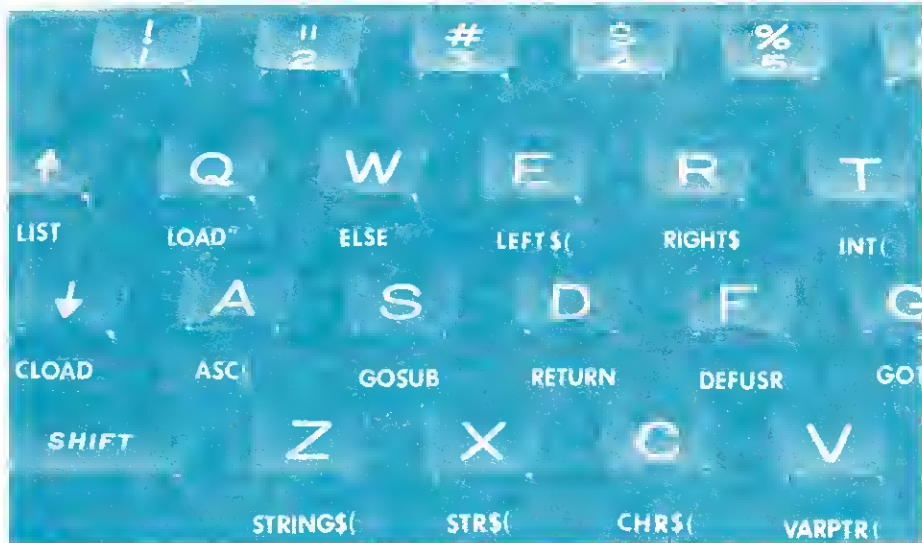 ! " # $ %
1 2 3 4 5
↑ Q W E R T
LIST LOAD" ELSE LEFT$( RIGHT$ INT(
↓ A S D F G
CLOAD ASC( GOSUB RETURN DEFUSR GOT
SHIFT Z X C V
STRING$( STR$( CHR$( VARPTR(